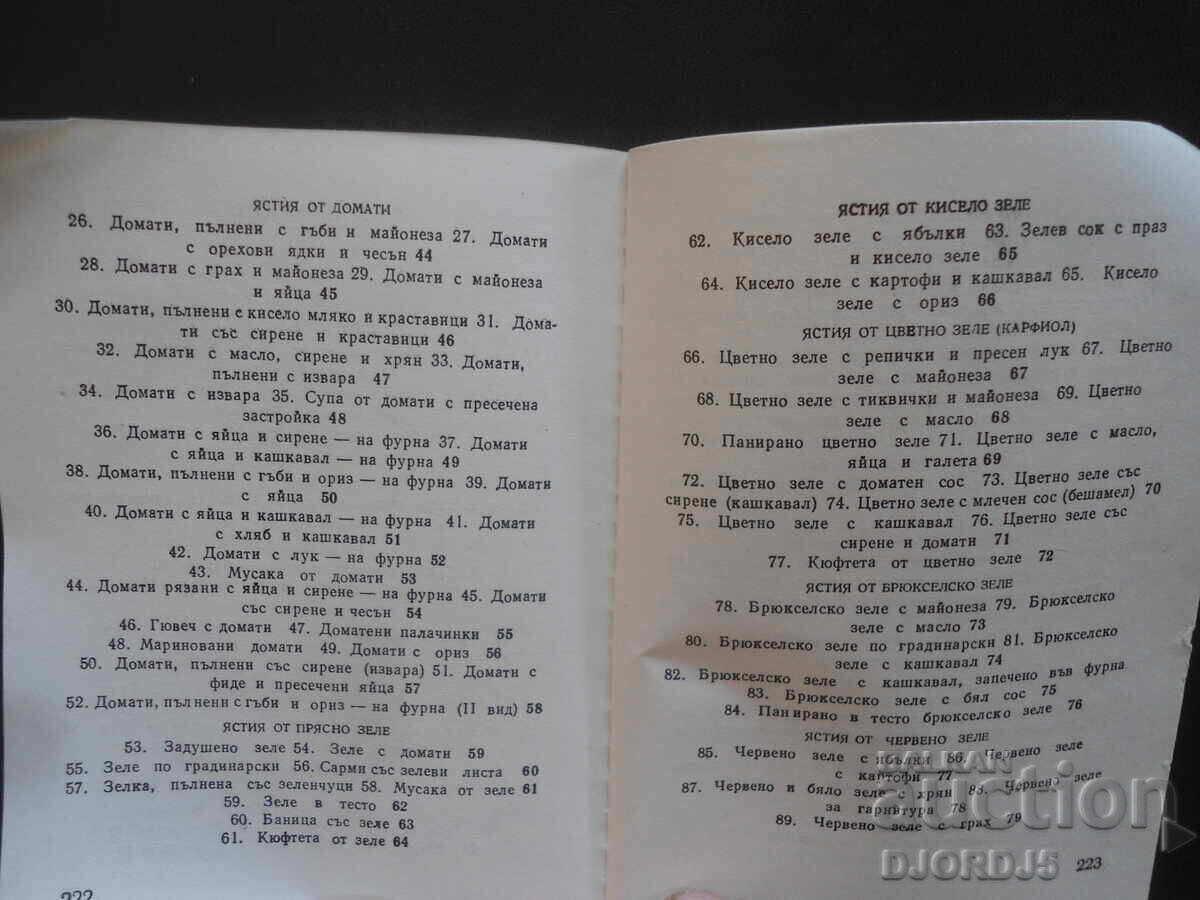 ЯСТИЯ ОТ ДОМАТИ
26. Домати, пълнени с гъби и майонеза 27. Домати
с орехови ядки и чесън 44
28. Домати с грах и майонеза 29. Домати с майонеза
и яйца 45
30. Домати, пълнени с кисело мляко и краставици 31. Дома-
ти със сирене и краставици 46
32. Домати с масло, сирене и хрян 33. Домати,
пълнени с извара 47
34. Домати с извара 35. Супа от домати с пресечена
застройка 48
36. Домати с яйца и сирене — на фурна 37. Домати
с яйца и кашкавал — на фурна 49
38. Домати, пълнени с гъби и ориз — на фурна 39. Домати
с яйца 50
40. Домати с яйца и кашкавал — на фурна 41. Домати
с хляб и кашкавал 51
42. Домати с лук — на фурна 52
43. Мусака от домати 53
44. Домати рязани с яйца и сирене — на фурна 45. Домати
със сирене и чесън 54
46. Гювеч с домати 47. Доматени палачинки 55
48. Мариновани домати 49. Домати с ориз 56
50. Домати, пълнени със сирене (извара) 51. Домати с
фиде и пресечени яйца 57
52. Домати, пълнени с гъби и ориз — на фурна (II вид) 58
ЯСТИЯ ОТ ПРЯСНО ЗЕЛЕ
53. Задушено зеле 54. Зеле с домати 59
55. Зеле по градинарски 56. Сарми със зелеви листа 60
57. Зелка, пълнена със зеленчуци 58. Мусака от зеле 61
59. Зеле в тесто 62
60. Баница със зеле 63
61. Кюфтета от зеле 64
222
ЯСТИЯ ОТ КИСЕЛО ЗЕЛЕ
62. Кисело зеле с ябълки 63. Зелев сок с праз
и кисело зеле 65
64. Кисело зеле с картофи и кашкавал 65. Кисело
зеле с ориз 66
ЯСТИЯ ОТ ЦВЕТНО ЗЕЛЕ (КАРФИОЛ)
66. Цветно зеле с репички и пресен лук 67. Цветно
зеле с майонеза 67
68. Цветно зеле с тиквички и майонеза 69. Цветно
зеле с масло 68
70. Панирано цветно зеле 71. Цветно зеле с масло,
яйца и галета 69
72. Цветно зеле с доматен сос 73. Цветно зеле със
сирене (кашкавал) 74. Цветно зеле с млечен сос (бешамел) 70
75. Цветно зеле с кашкавал 76. Цветно зеле със
сирене и домати 71
77. Кюфтета от цветно зеле 72
ЯСТИЯ ОТ БРЮКСЕЛСКО ЗЕЛЕ
78. Брюкселско зеле с майонеза 79. Брюкселско
зеле с масло 73
80. Брюкселско зеле по градинарски 81. Брюкселско
зеле с кашкавал 74
82. Брюкселско зеле с кашкавал, запечено във фурна
83. Брюкселско зеле с бял сос 75
84. Панирано в тесто брюкселско зеле 76
ЯСТИЯ ОТ ЧЕРВЕНО ЗЕЛЕ
85. Червено зеле с ябълки 86. Червено зеле
с картофи 77
87. Червено и бяло зеле с хрян 88. Червено зеле
за гарнитура 78
89. Червено зеле с грах 79
223
BALKAN
auction
DJORDJ5